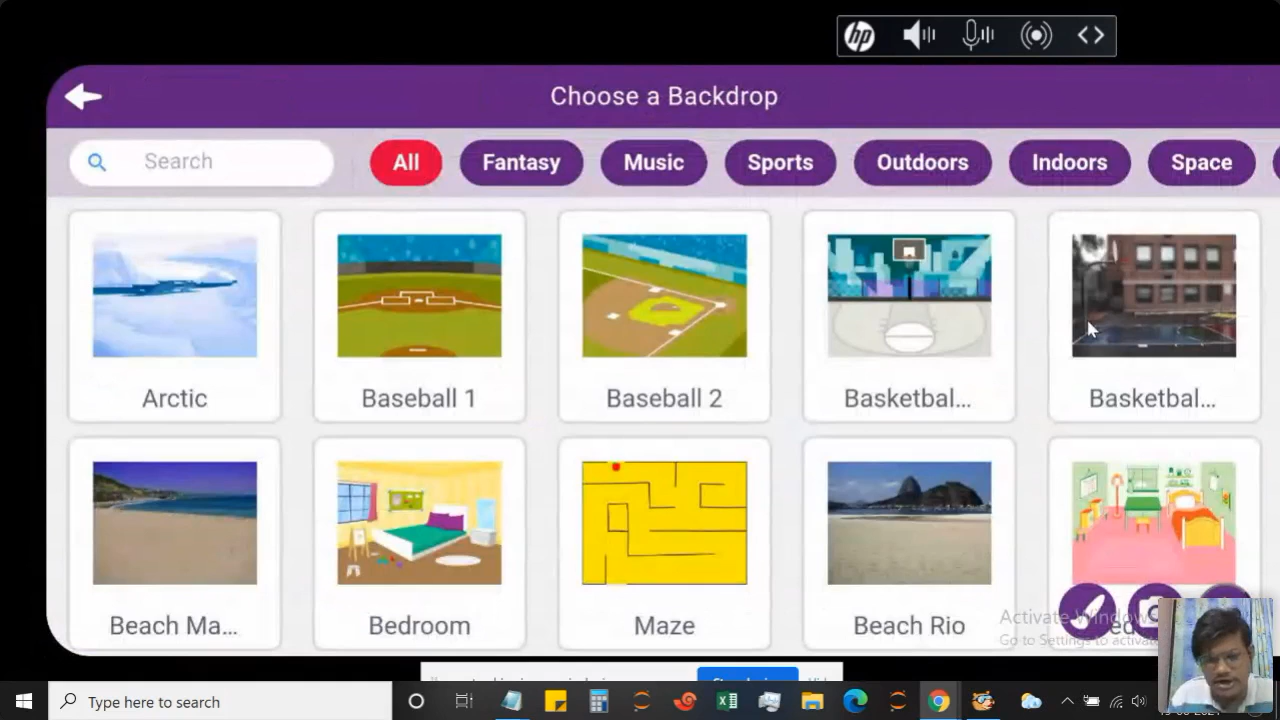 hp
Choose a Backdrop
Search
All
Fantasy
Music
Sports
Outdoors
Indoors
Space
Arctic
Baseball 1
Baseball 2
Basketbal...
Basketbal...
Beach Ma...
Bedroom
Maze
Beach Rio
Activate Windows
Go to Settings to activate
Type here to search